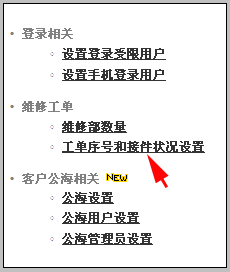 登录相关
设置登录受限用户
设置手机登录用户
维修工单
维修部数量
工单序号和接件状况设置
客户公海相关 NEW
公海设置
公海用户设置
公海管理员设置